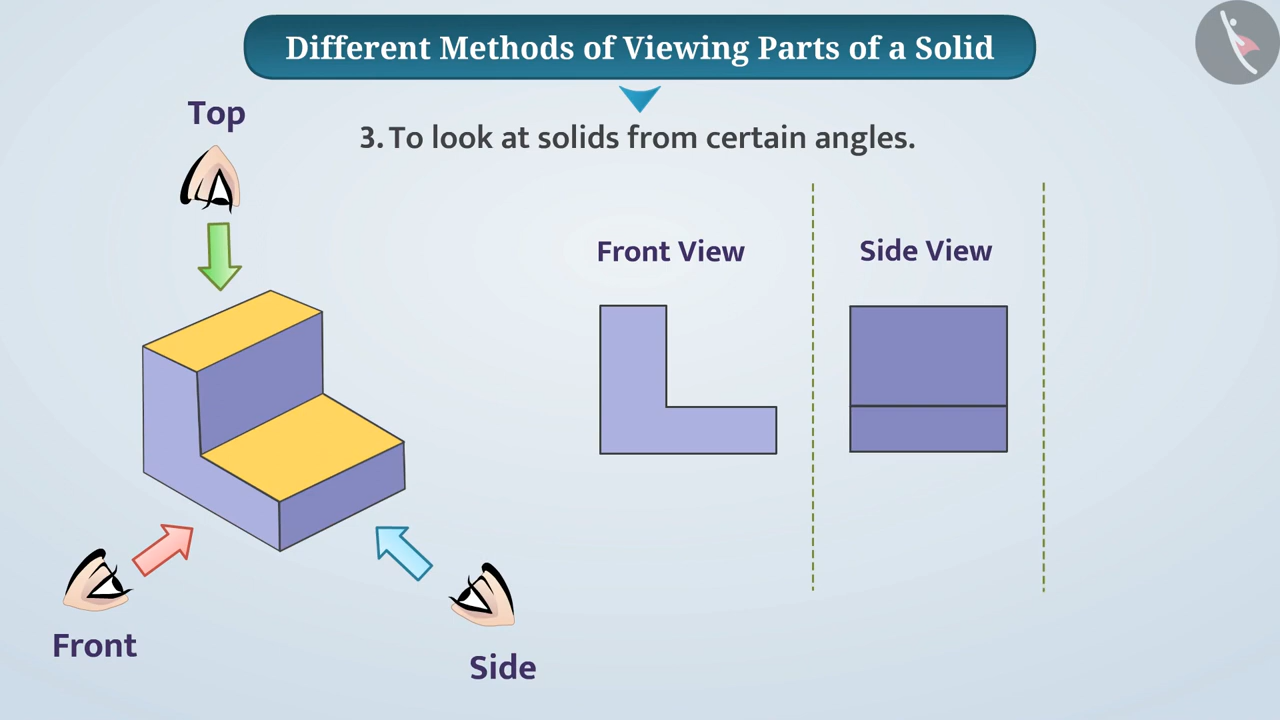 Different Methods of Viewing Parts of a Solid
3. To look at solids from certain angles.
Top
Front View
Side View
Front
Side